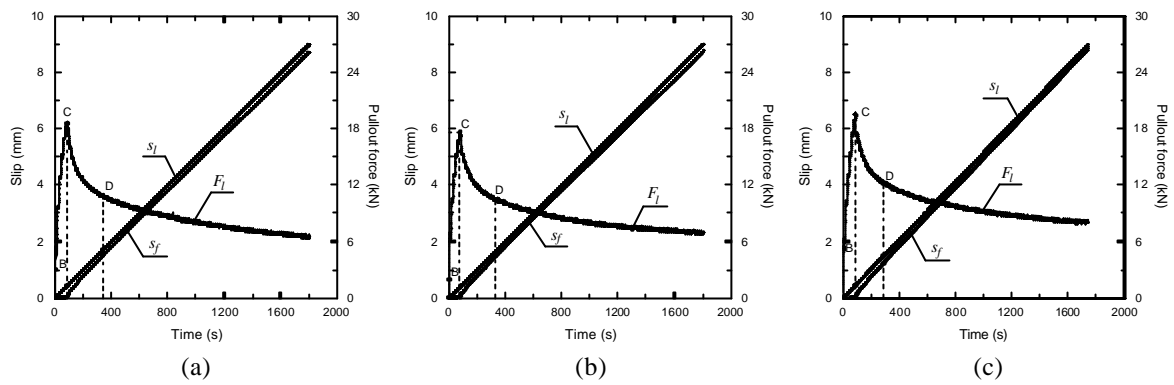 10 30
8 24
6 18
4 12
2 6
0 0
C
D
B
s_l
F_l
s_f
0 400 800 1200 1600 2000
Slip (mm)
Pullout force (kN)
Time (s)
(a)
10 30
8 24
6 18
4 12
2 6
0 0
C
D
B
s_l
F_l
s_f
0 400 800 1200 1600 2000
Slip (mm)
Pullout force (kN)
Time (s)
(b)
10 30
8 24
6 18
4 12
2 6
0 0
C
D
B
s_l
F_l
s_f
0 400 800 1200 1600 2000
Slip (mm)
Pullout force (kN)
Time (s)
(c)